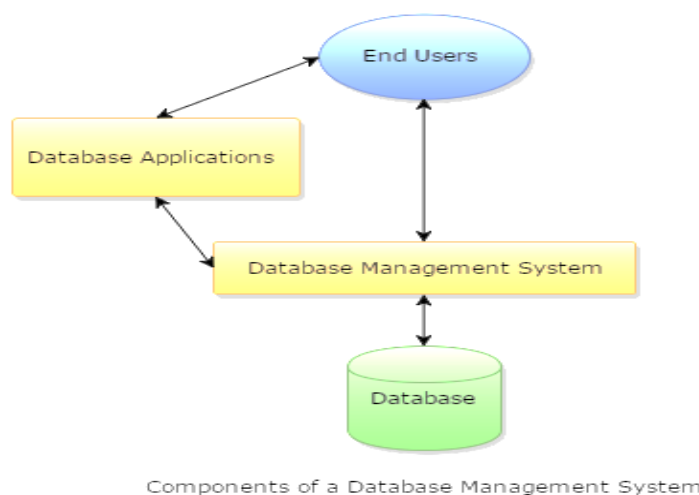 End Users
Database Applications
Database Management System
Database
Components of a Database Management System